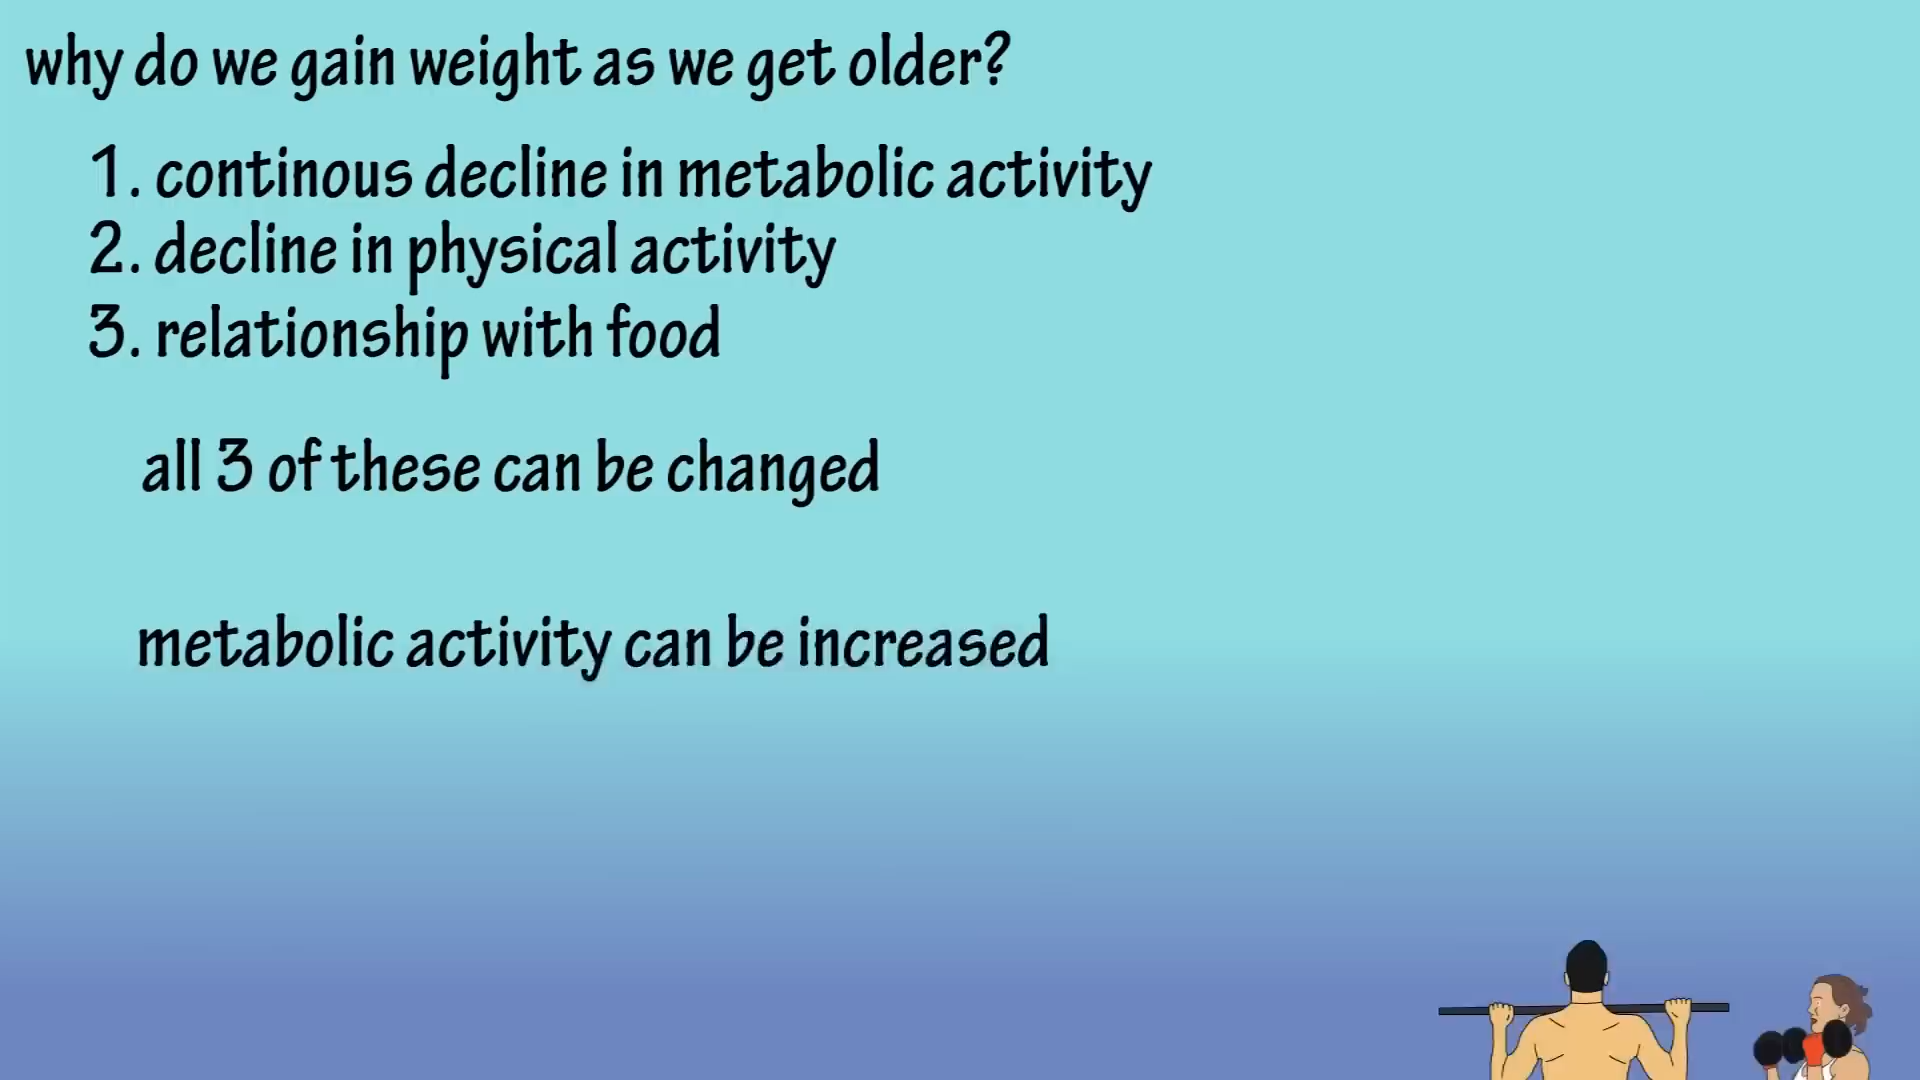 why do we gain weight as we get older?
1. continous decline in metabolic activity
2. decline in physical activity
3. relationship with food
all 3 of these can be changed
metabolic activity can be increased